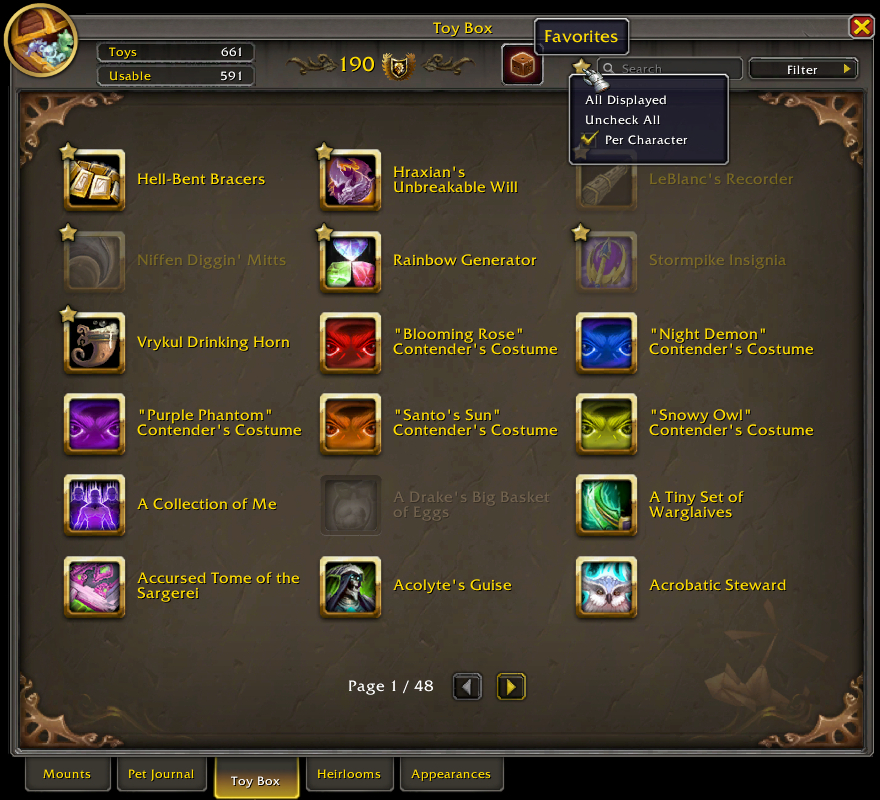 Toy Box
Favorites
Toys 661
Usable 591
190
Search
Filter
All Displayed
Uncheck All
Per Character
Hell-Bent Bracers
Hraxian's
Unbreakable Will
LeBlanc's Recorder
Niffen Diggin' Mitts
Rainbow Generator
Stormpike Insignia
Vrykul Drinking Horn
"Blooming Rose"
Contender's Costume
"Night Demon"
Contender's Costume
"Purple Phantom"
Contender's Costume
"Santo's Sun"
Contender's Costume
"Snowy Owl"
Contender's Costume
A Collection of Me
A Drake's Big Basket
of Eggs
A Tiny Set of
Warglaives
Accursed Tome of the
Sargerei
Acolyte's Guise
Acrobatic Steward
Page 1 / 48
Mounts
Pet Journal
Toy Box
Heirlooms
Appearances